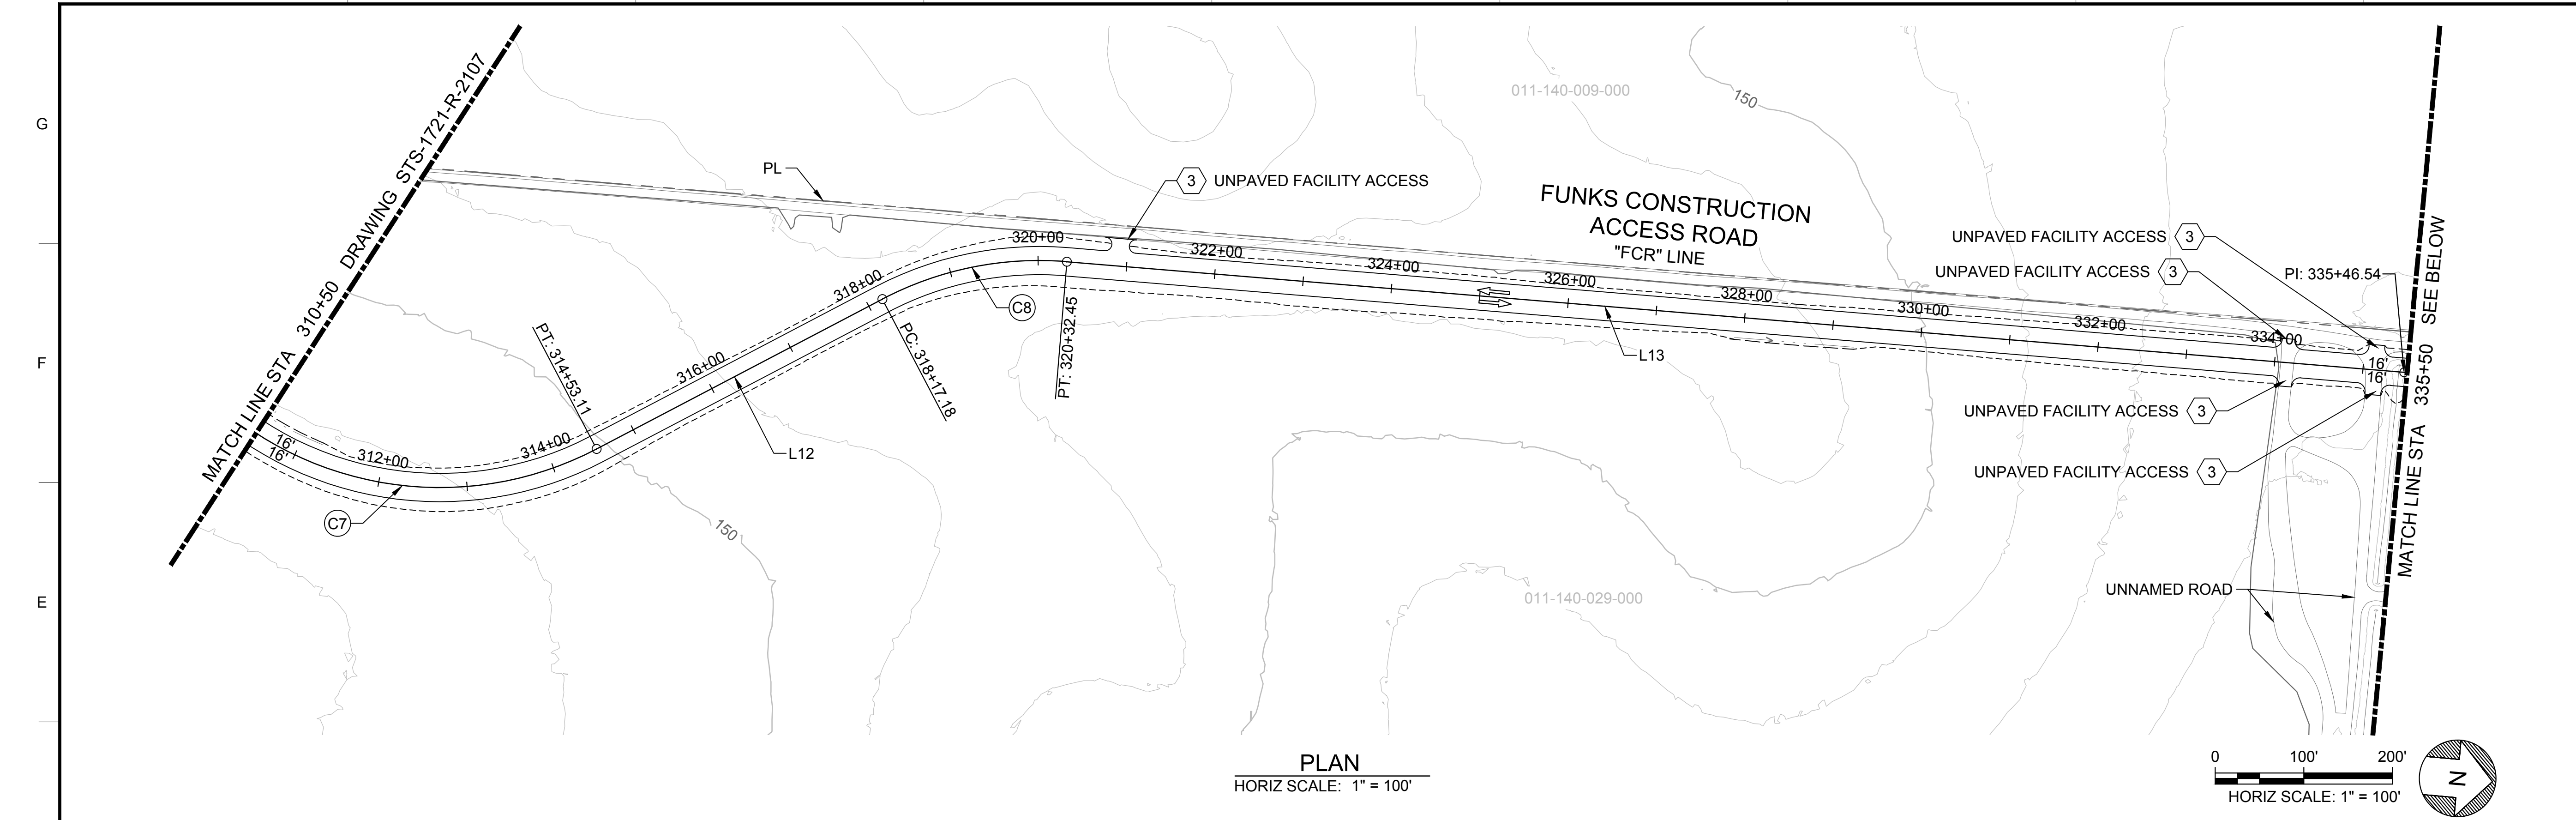 G
F
E
MATCH LINE STA 310+50 DRAWING STS-1721-R-2107
PL
3 UNPAVED FACILITY ACCESS
011-140-009-000
150
FUNKS CONSTRUCTION
ACCESS ROAD
"FCR" LINE
UNPAVED FACILITY ACCESS 3
UNPAVED FACILITY ACCESS 3
PI: 335+46.54
MATCH LINE STA 335+50 SEE BELOW
16'
16'
312+00
314+00
316+00
318+00
320+00
322+00
324+00
326+00
328+00
330+00
332+00
334+00
16'
16'
PT: 314+53.11
PC: 318+17.18
PT: 320+32.45
C7
L12
C8
L13
UNPAVED FACILITY ACCESS 3
UNPAVED FACILITY ACCESS 3
150
011-140-029-000
UNNAMED ROAD
PLAN
HORIZ SCALE: 1" = 100'
0 100' 200'
HORIZ SCALE: 1" = 100'
N